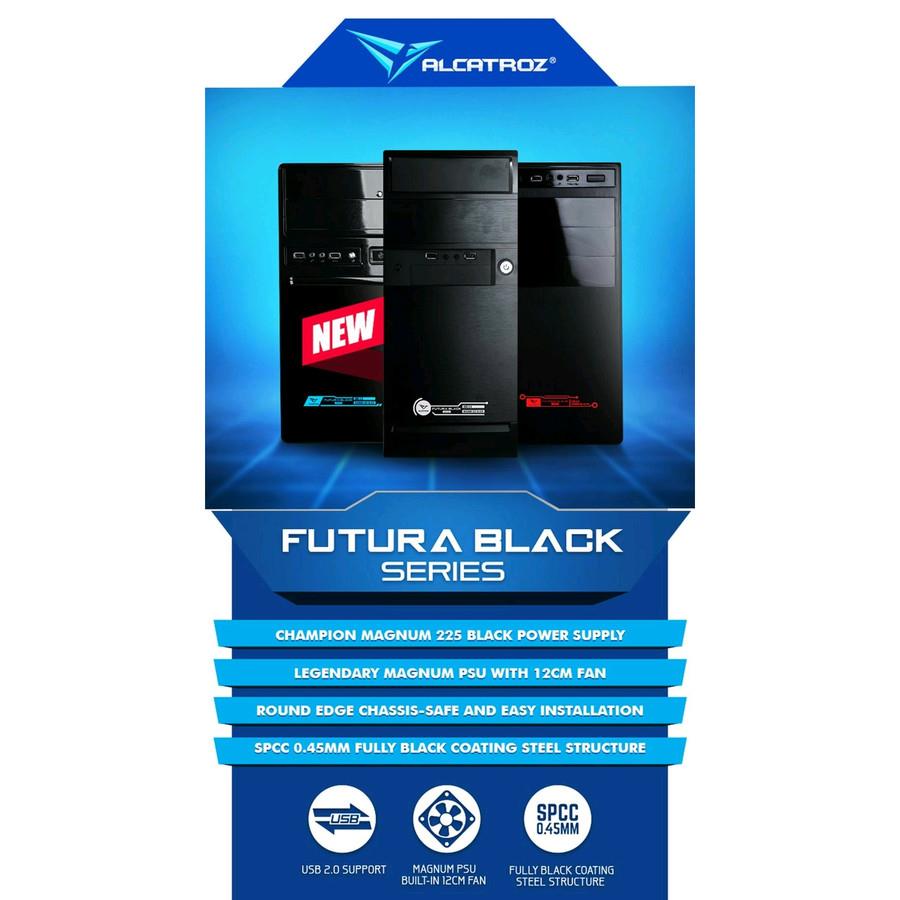 ALCATROZ®
NEW
FUTURA BLACK
FUTURA BLACK
SERIES
CHAMPION MAGNUM 225 BLACK POWER SUPPLY
LEGENDARY MAGNUM PSU WITH 12CM FAN
ROUND EDGE CHASSIS-SAFE AND EASY INSTALLATION
SPCC 0.45MM FULLY BLACK COATING STEEL STRUCTURE
USB
SPCC
0.45MM
USB 2.0 SUPPORT
MAGNUM PSU
BUILT-IN 12CM FAN
FULLY BLACK COATING
STEEL STRUCTURE